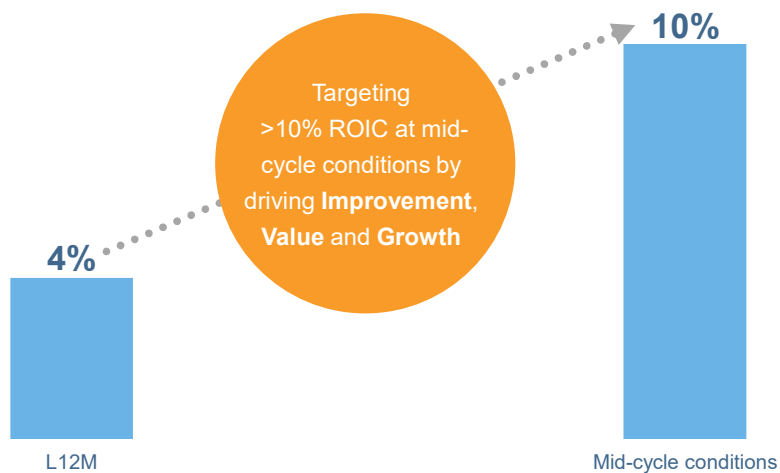 10%
Targeting
>10% ROIC at mid-
cycle conditions by
driving Improvement,
Value and Growth
4%
L12M
Mid-cycle conditions